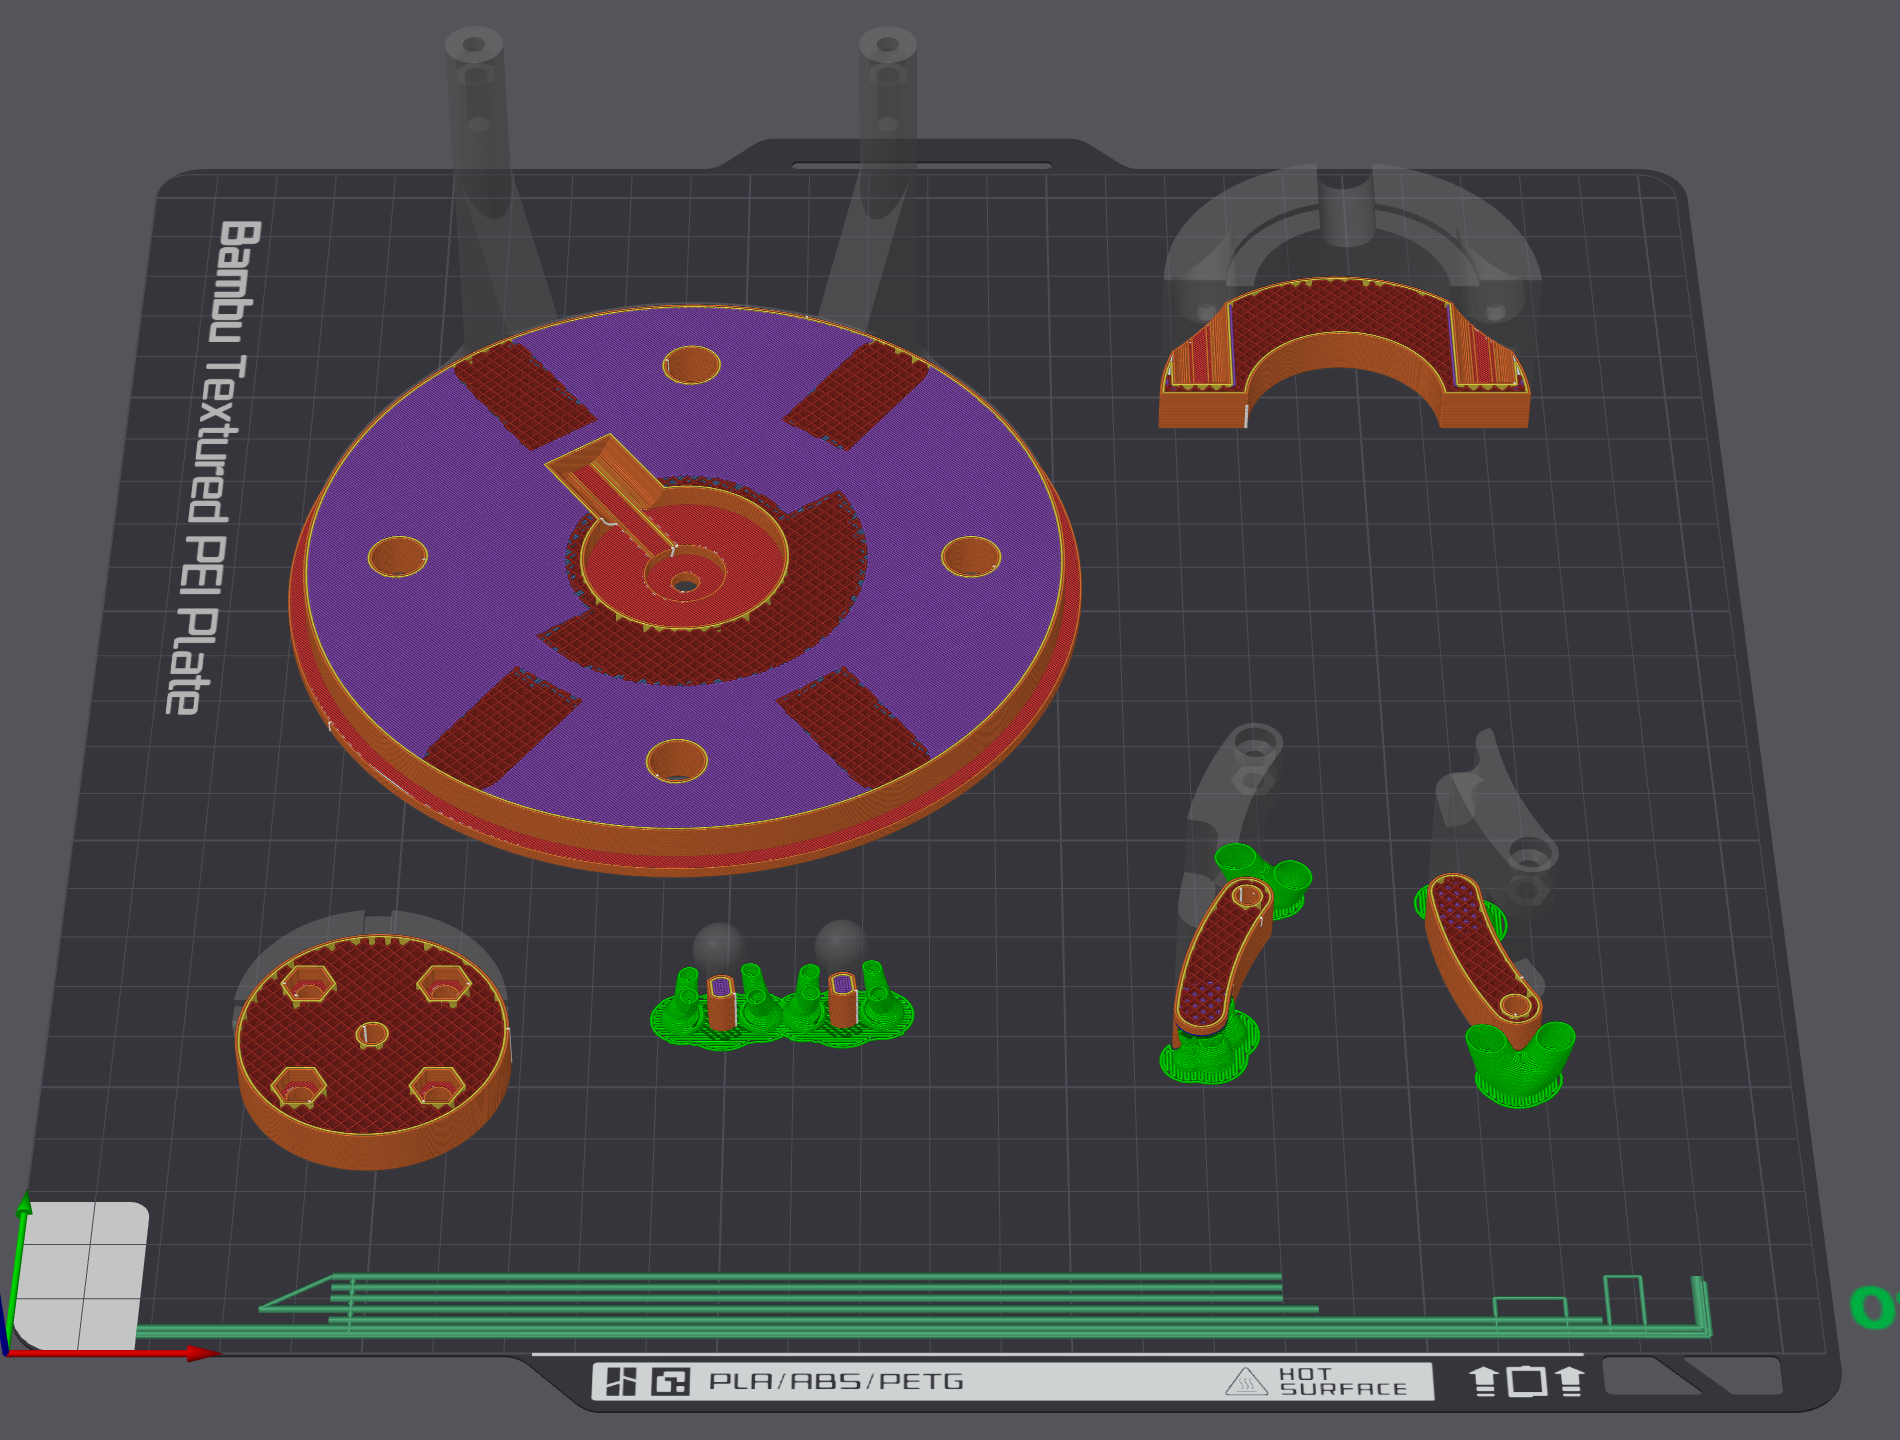 Bambu Textured PEI Plate
PLA/ABS/PETG
HOT
SURFACE